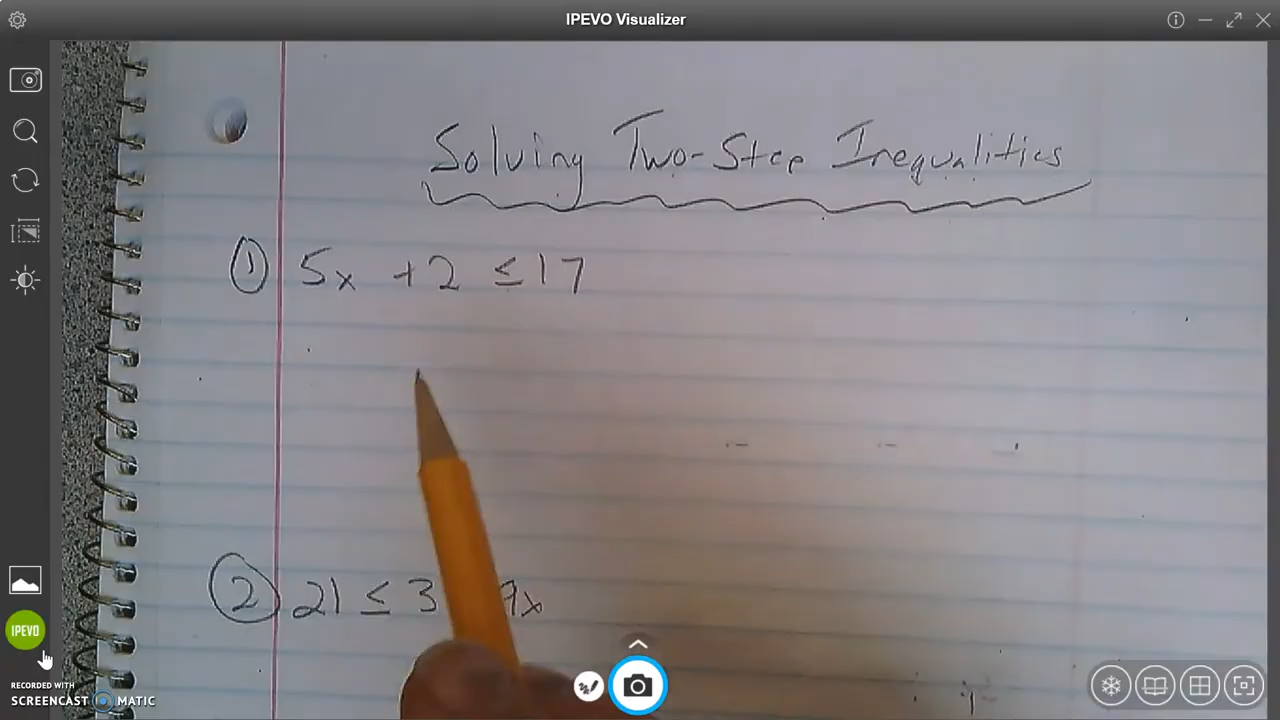 IPEVO Visualizer
Solving Two-Step Inequalities
① 5x + 2 ≤ 17
② 21 ≤ 3 9x
IPEVO
RECORDED WITH
SCREENCAST MATIC